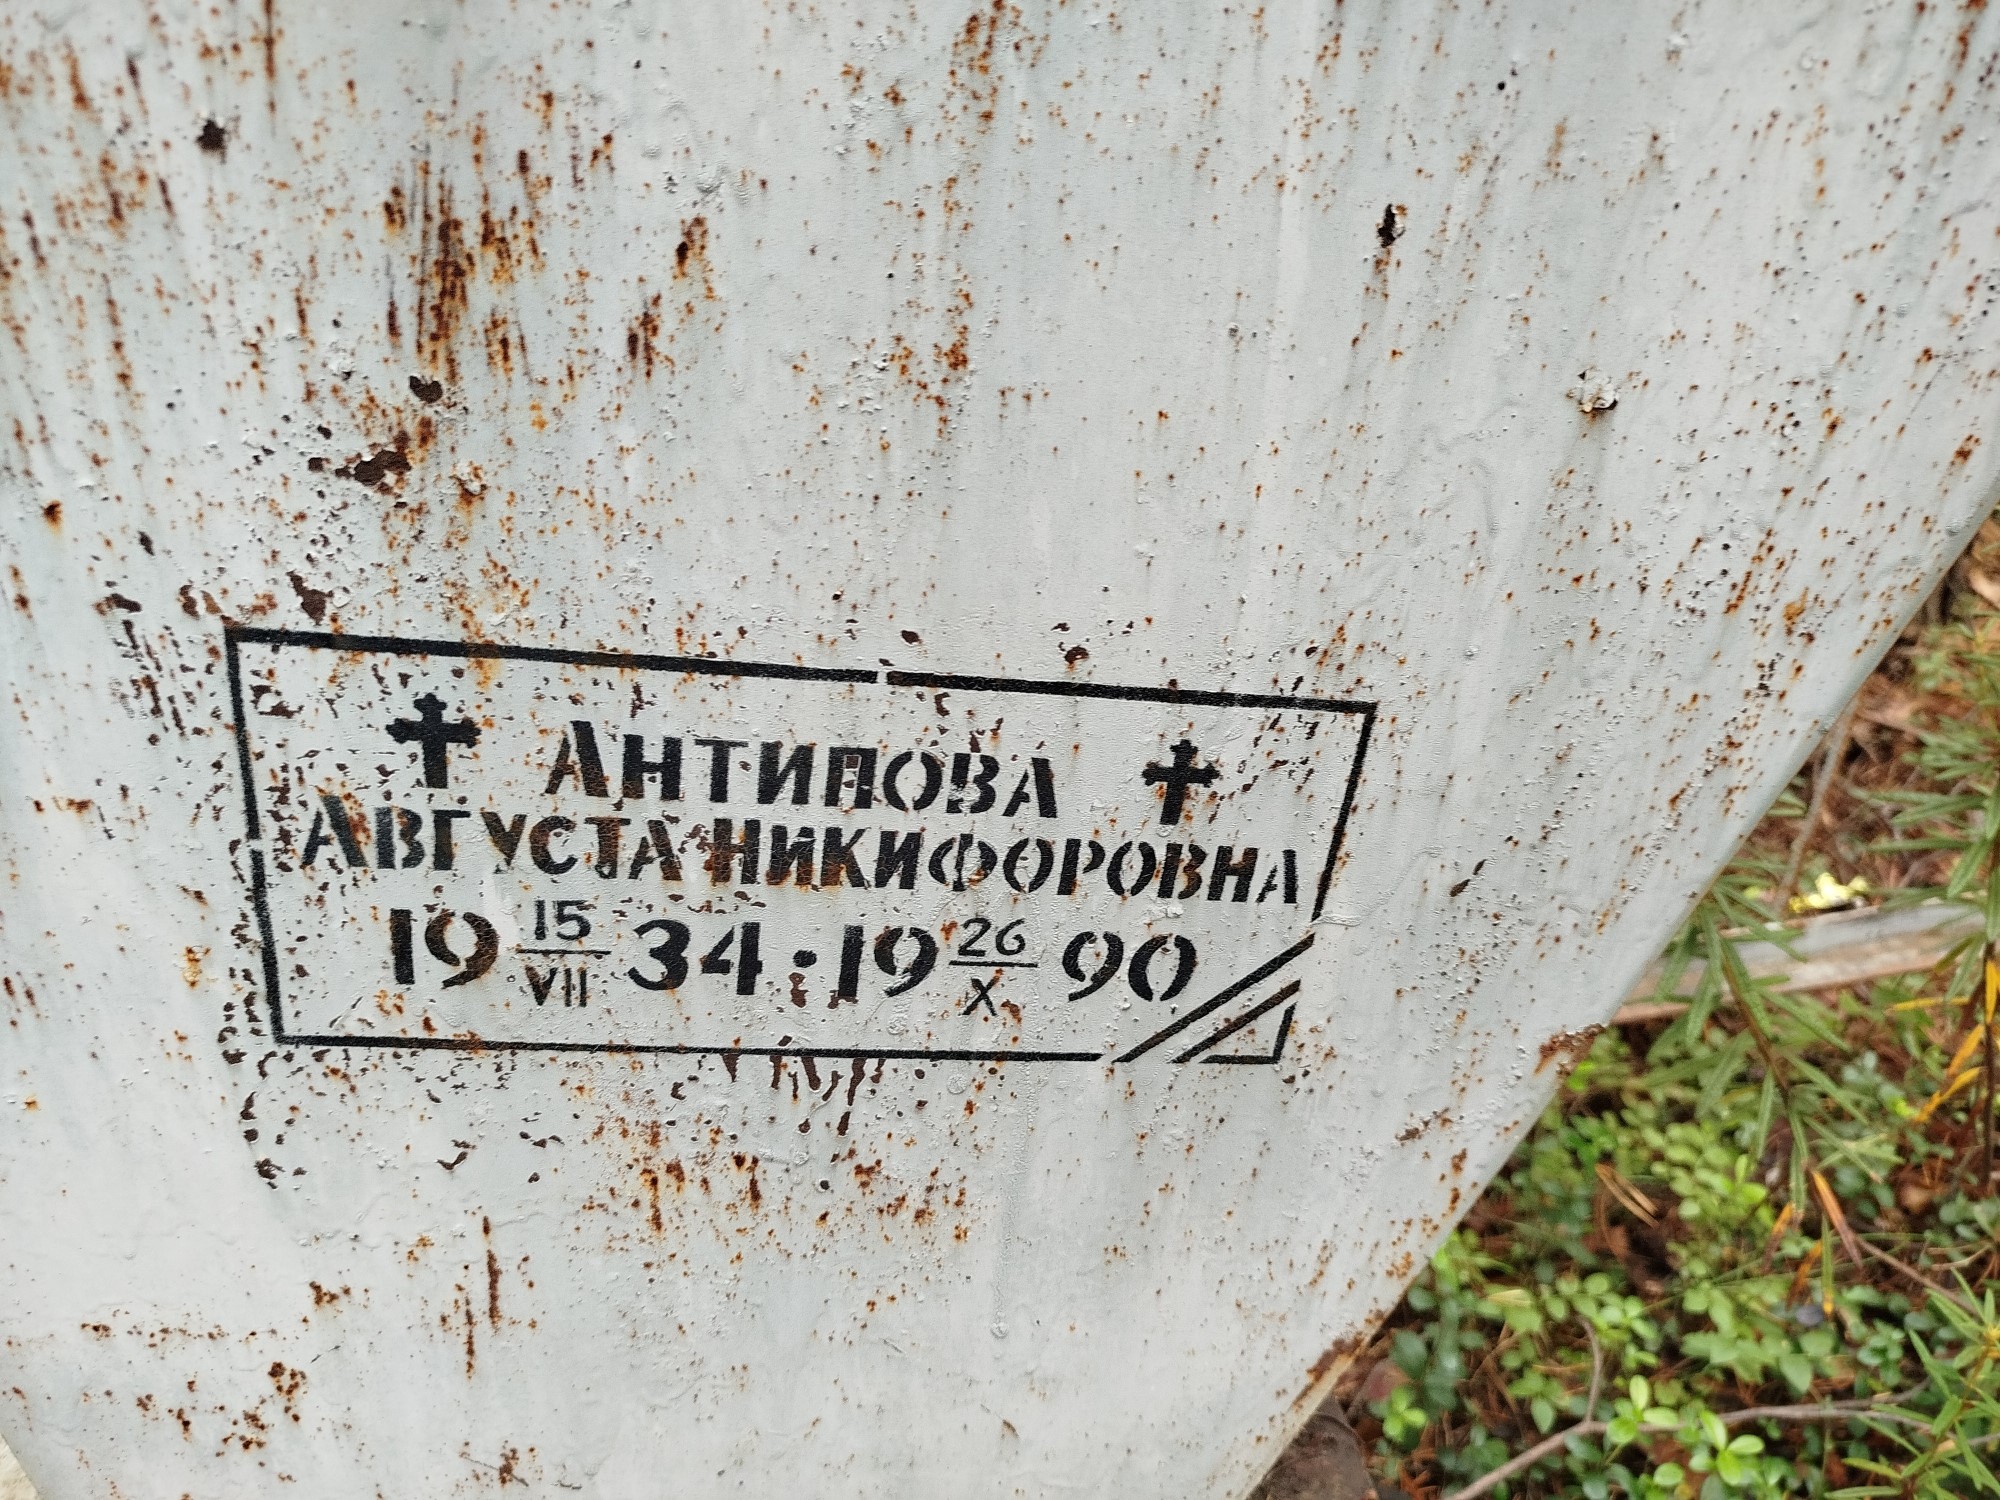 АНТИПОВА
АВГУСТА НИКИФОРОВНА
19 15/VII 34 · 19 26/X 90